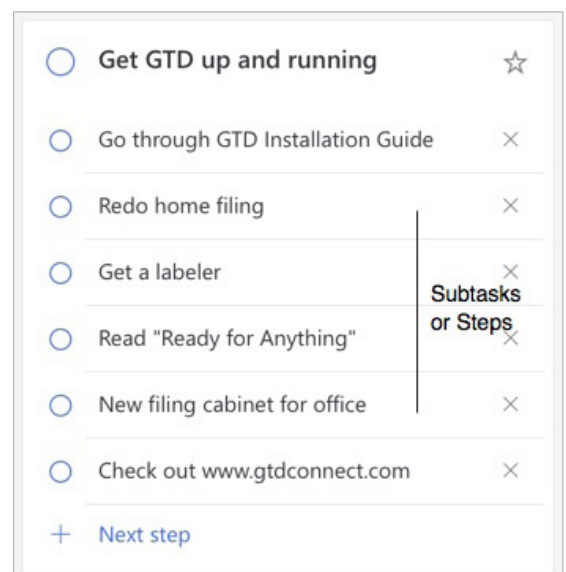 Get GTD up and running
Go through GTD Installation Guide
Redo home filing
Get a labeler
Subtasks
or Steps
Read "Ready for Anything"
New filing cabinet for office
Check out www.gtdconnect.com
Next step